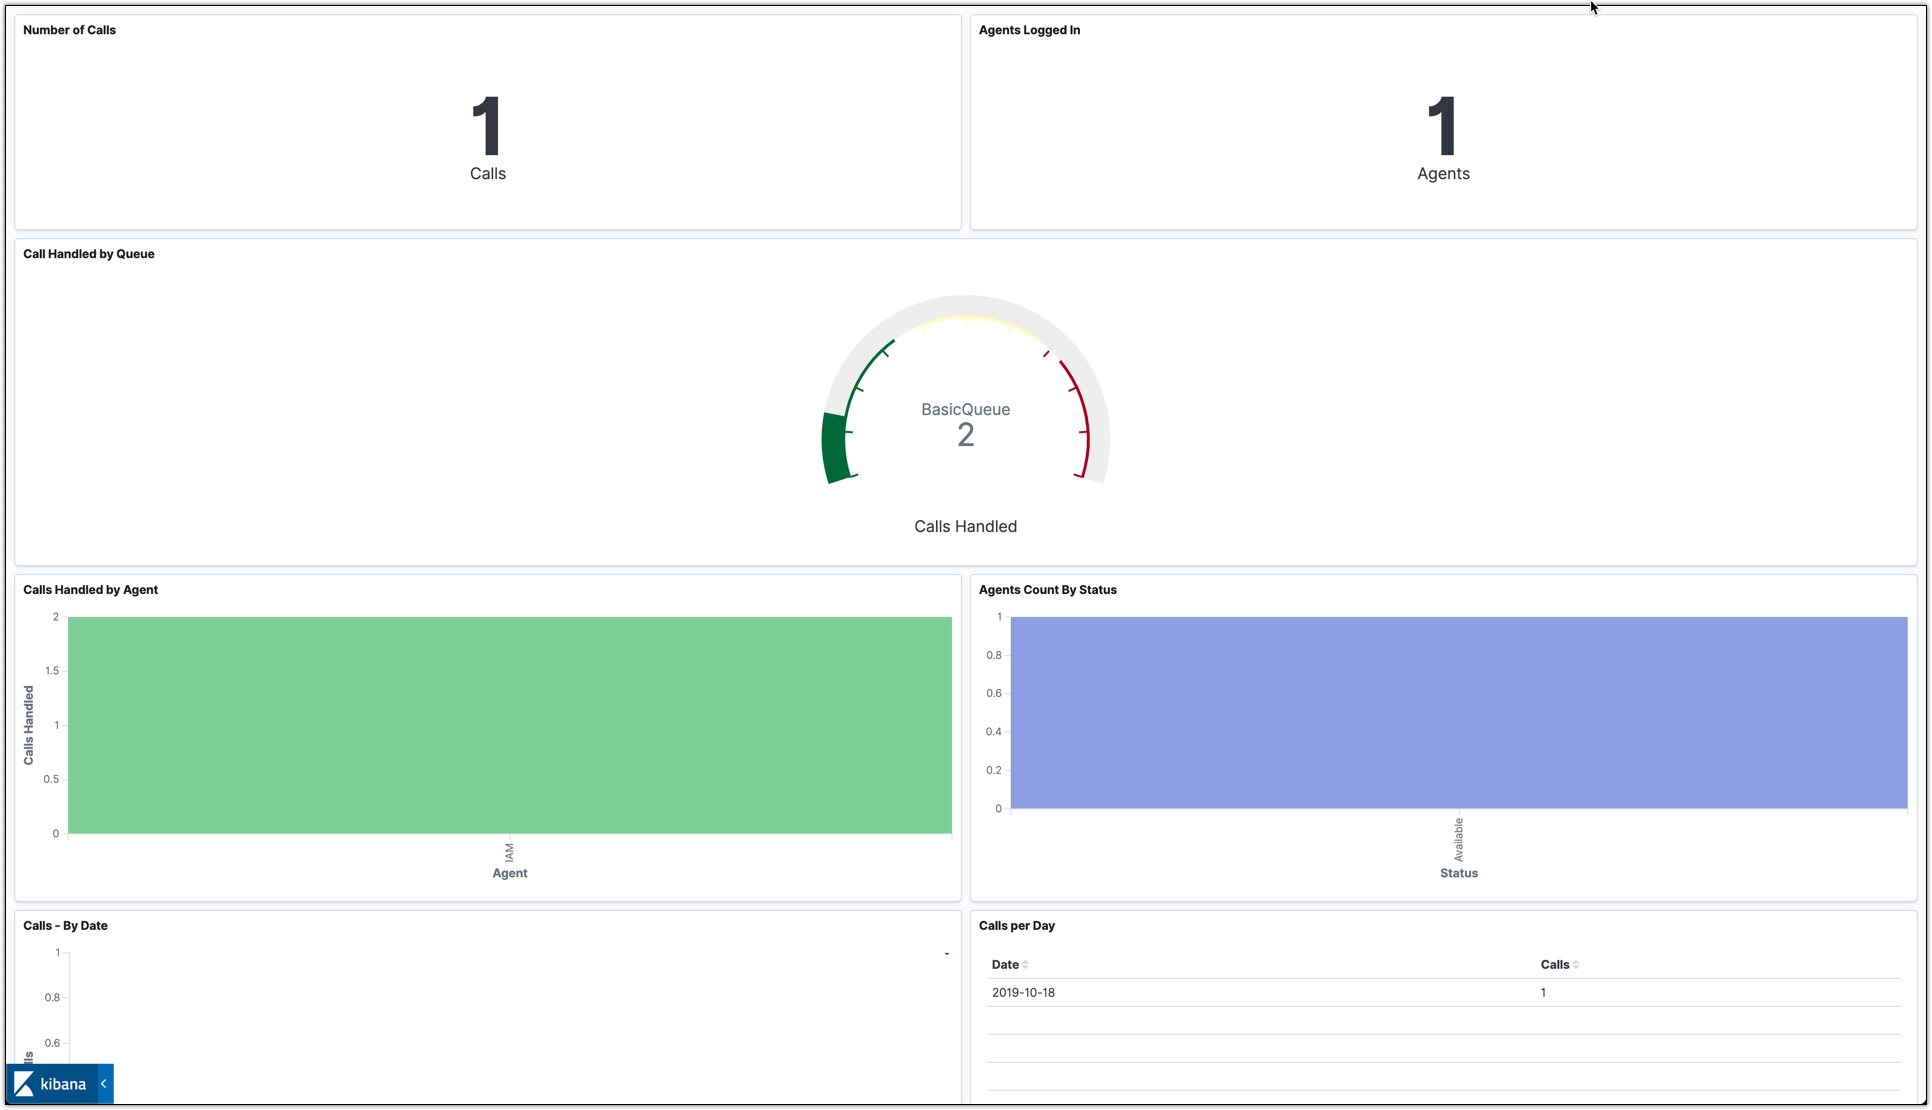 Number of Calls
1
Calls
Agents Logged In
1
Agents
Call Handled by Queue
BasicQueue
2
Calls Handled
Calls Handled by Agent
2
1.5
1
0.5
0
Calls Handled
IAM
Agent
Agents Count By Status
1
0.8
0.6
0.4
0.2
0
Available
Status
Calls - By Date
1
0.8
0.6
lls
Calls per Day
Date Calls
2019-10-18 1
kibana